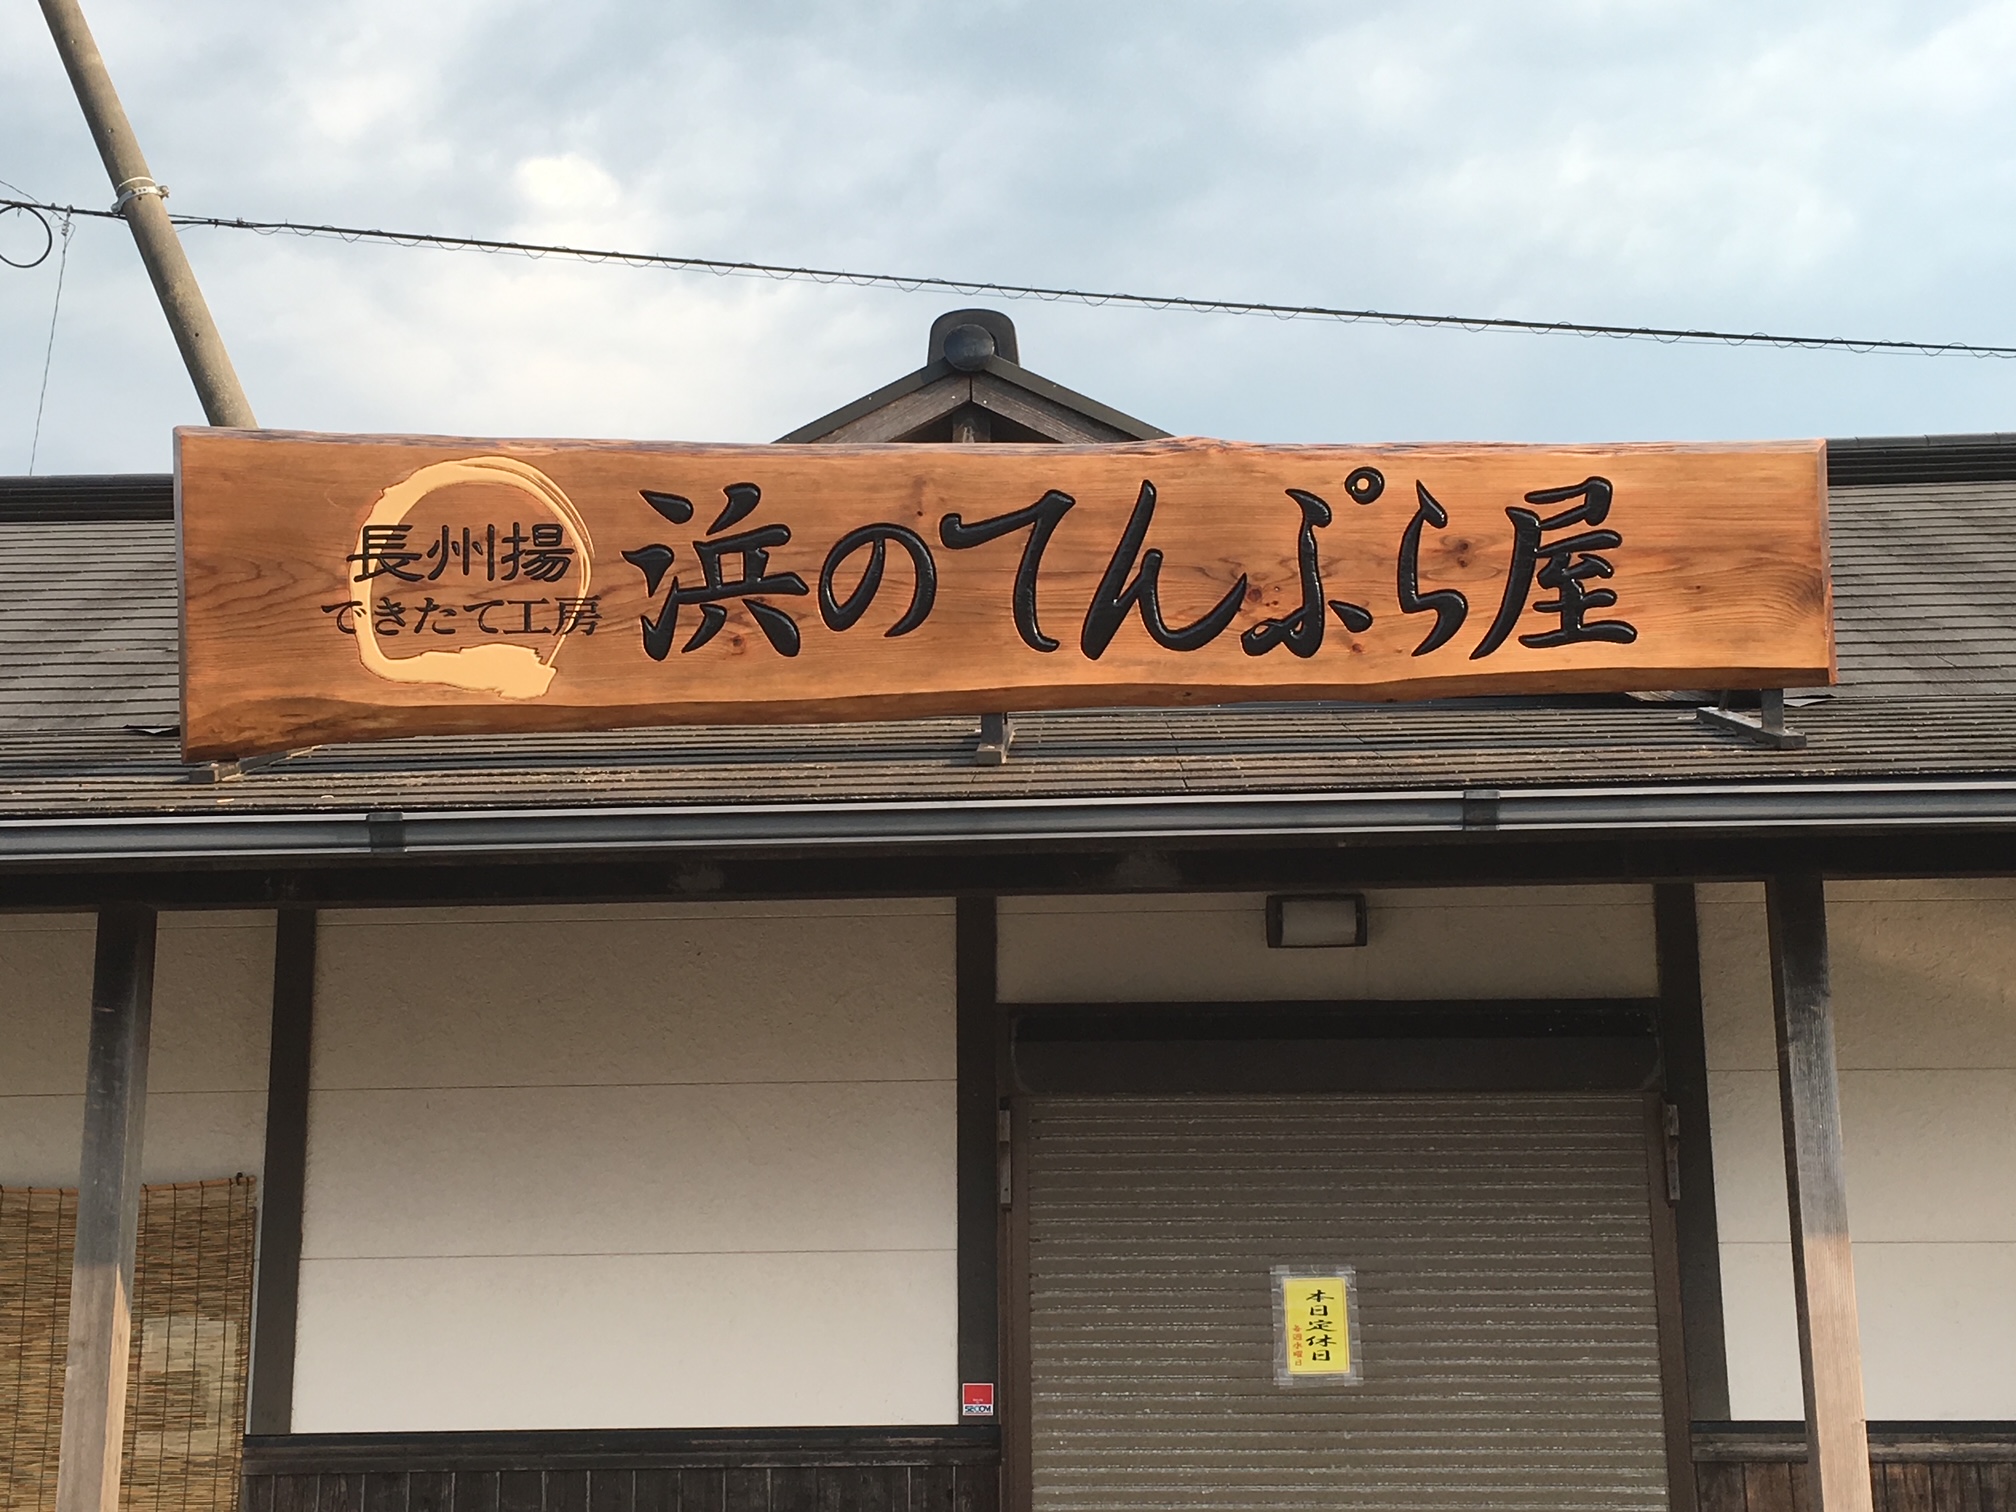 長州揚
できたて工房
浜のてんぷら屋
本日定休日
毎週水曜日
SECOM